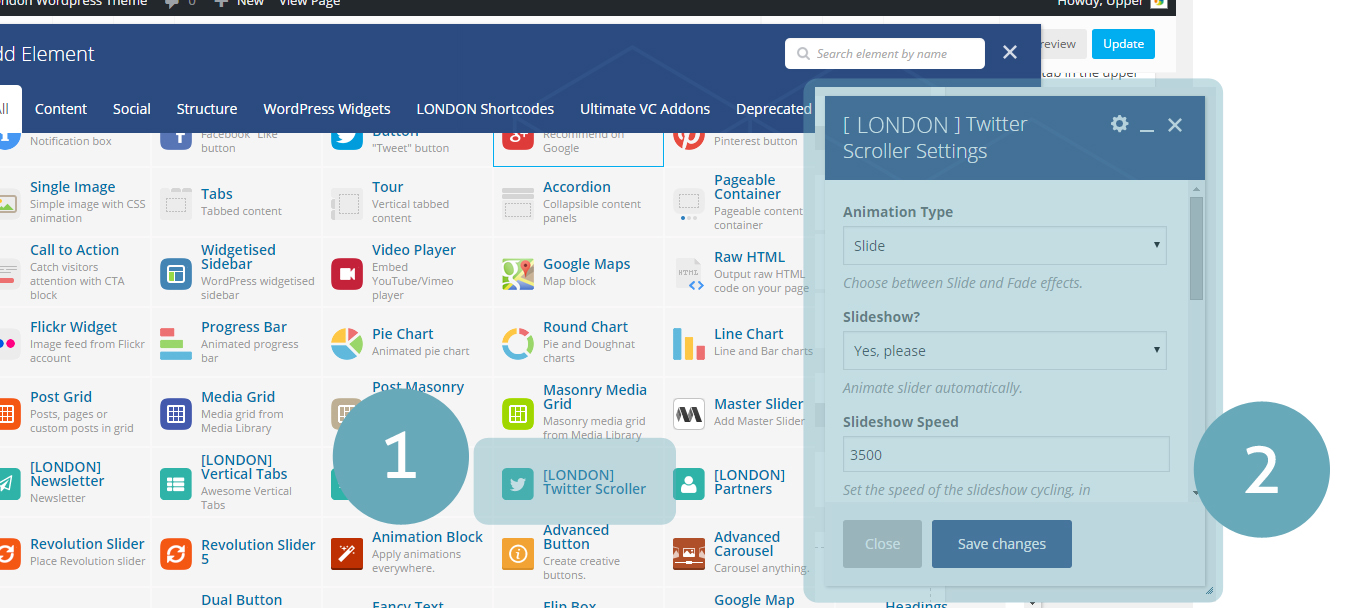 ondon Wordpress Theme 0 New View Page Howdy, Upper
dd Element
Search element by name
review
Update
tab in the upper
All Content Social Structure WordPress Widgets LONDON Shortcodes Ultimate VC Addons Deprecated
Notification box
Facebook "Like"
button
Button
"Tweet" button
Recommend on
Google
Pinterest button
Single Image
Simple image with CSS
animation
Tabs
Tabbed content
Tour
Vertical tabbed
content
Accordion
Collapsible content
panels
Pageable
Container
Pageable content
container
Call to Action
Catch visitors
attention with CTA
block
Widgetised
Sidebar
WordPress widgetised
sidebar
Video Player
Embed
YouTube/Vimeo
player
Google Maps
Map block
HTML
Raw HTML
Output raw HTML
code on your page
Flickr Widget
Image feed from Flickr
account
Progress Bar
Animated progress
bar
Pie Chart
Animated pie chart
Round Chart
Pie and Doughnat
charts
Line Chart
Line and Bar charts
Post Grid
Posts, pages or
custom posts in grid
Media Grid
Media grid from
Media Library
Post Masonry
Masonry Media
Grid
Masonry media grid
from Media Library
Master Slider
Add Master Slider
[LONDON]
Newsletter
Newsletter
[LONDON]
Vertical Tabs
Awesome Vertical
Tabs
1
[LONDON]
Twitter Scroller
[LONDON]
Partners
Revolution Slider
Place Revolution slider
Revolution Slider
5
Animation Block
Apply animations
everywhere.
Advanced
Button
Create creative
buttons.
Advanced
Carousel
Carousel anything.
Dual Button
Fancy Text
Flip Box
Google Map
Headings
[ LONDON ] Twitter
Scroller Settings
Animation Type
Slide
Choose between Slide and Fade effects.
Slideshow?
Yes, please
Animate slider automatically.
Slideshow Speed
3500
Set the speed of the slideshow cycling, in
Close
Save changes
2